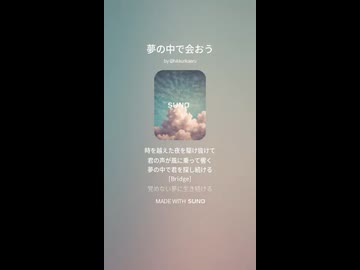 夢の中で会おう
SUNO
時を越えた夜を駆け抜けて
君の声が風に乗って響く
夢の中で君を探し続ける
[Bridge]
覚めない夢に生き続ける
MADE WITH SUNO